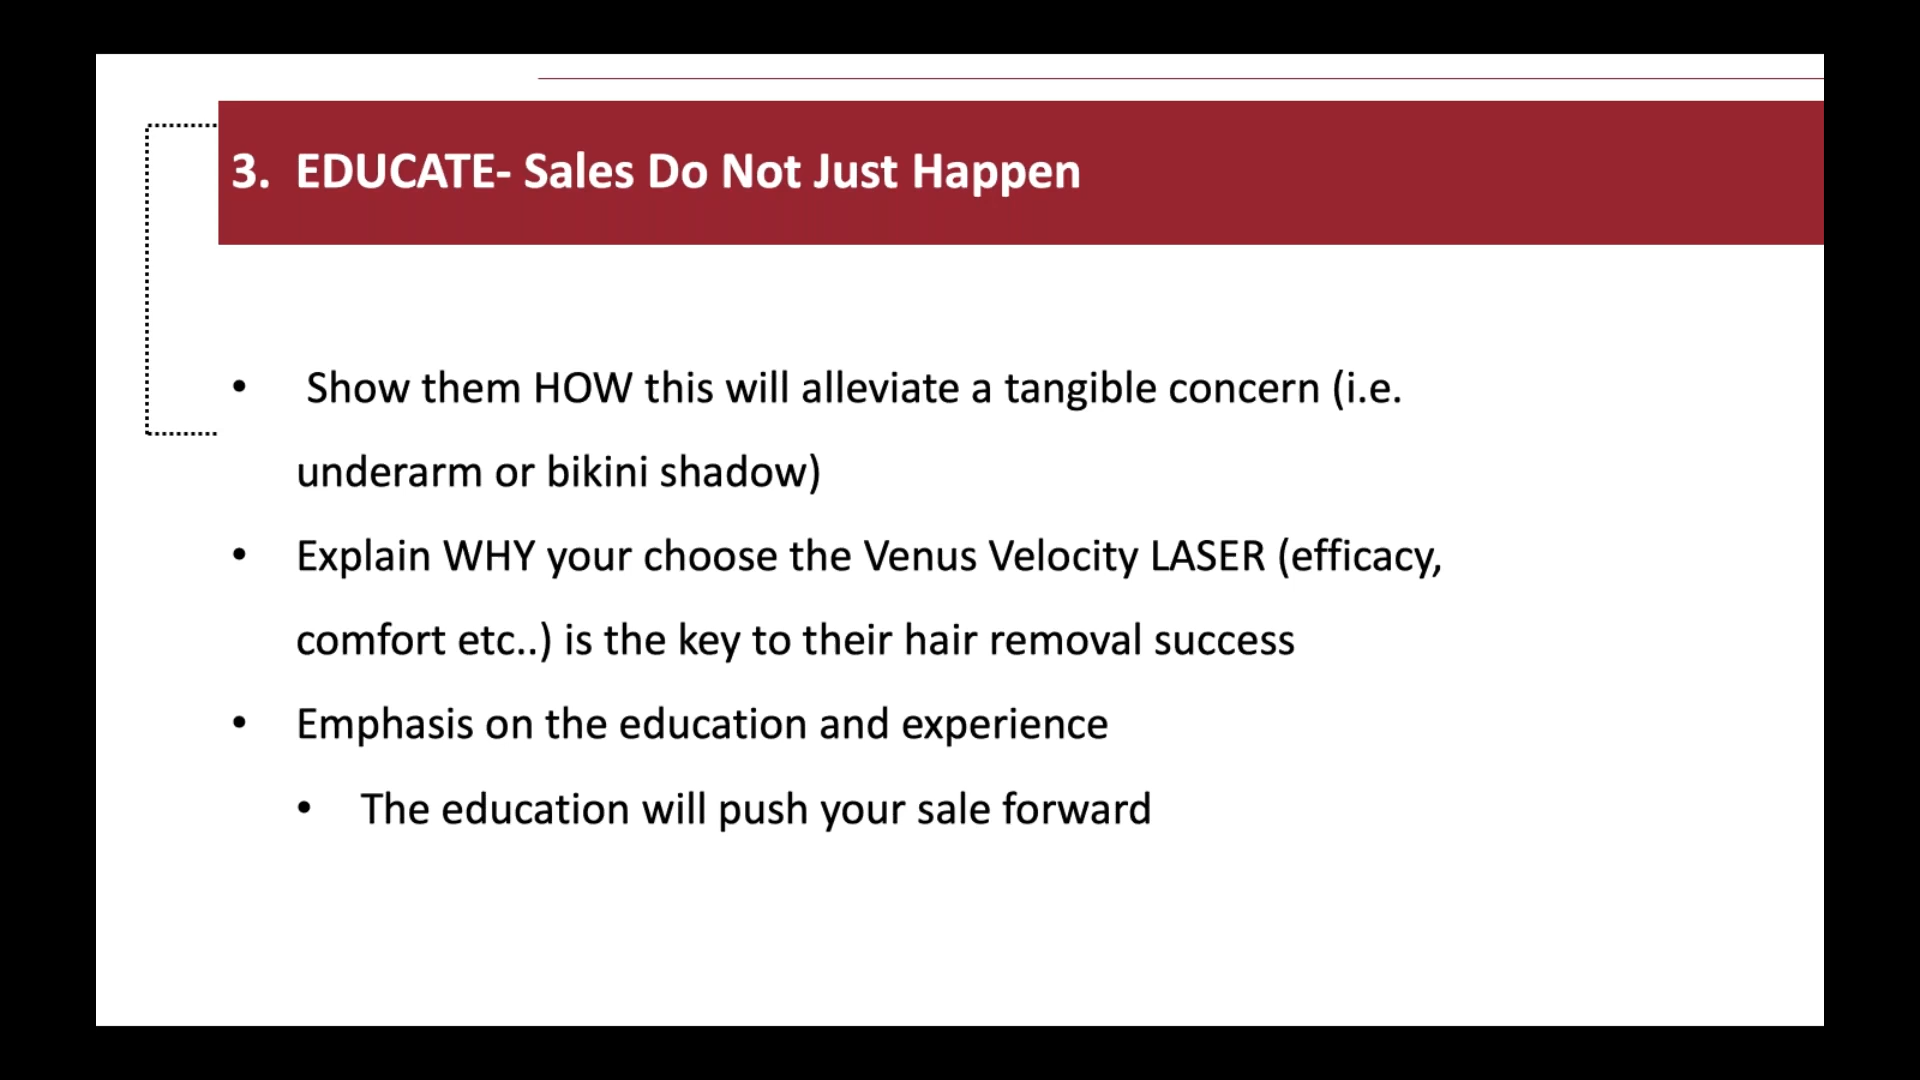 3. EDUCATE- Sales Do Not Just Happen
• Show them HOW this will alleviate a tangible concern (i.e.
underarm or bikini shadow)
• Explain WHY your choose the Venus Velocity LASER (efficacy,
comfort etc..) is the key to their hair removal success
• Emphasis on the education and experience
• The education will push your sale forward